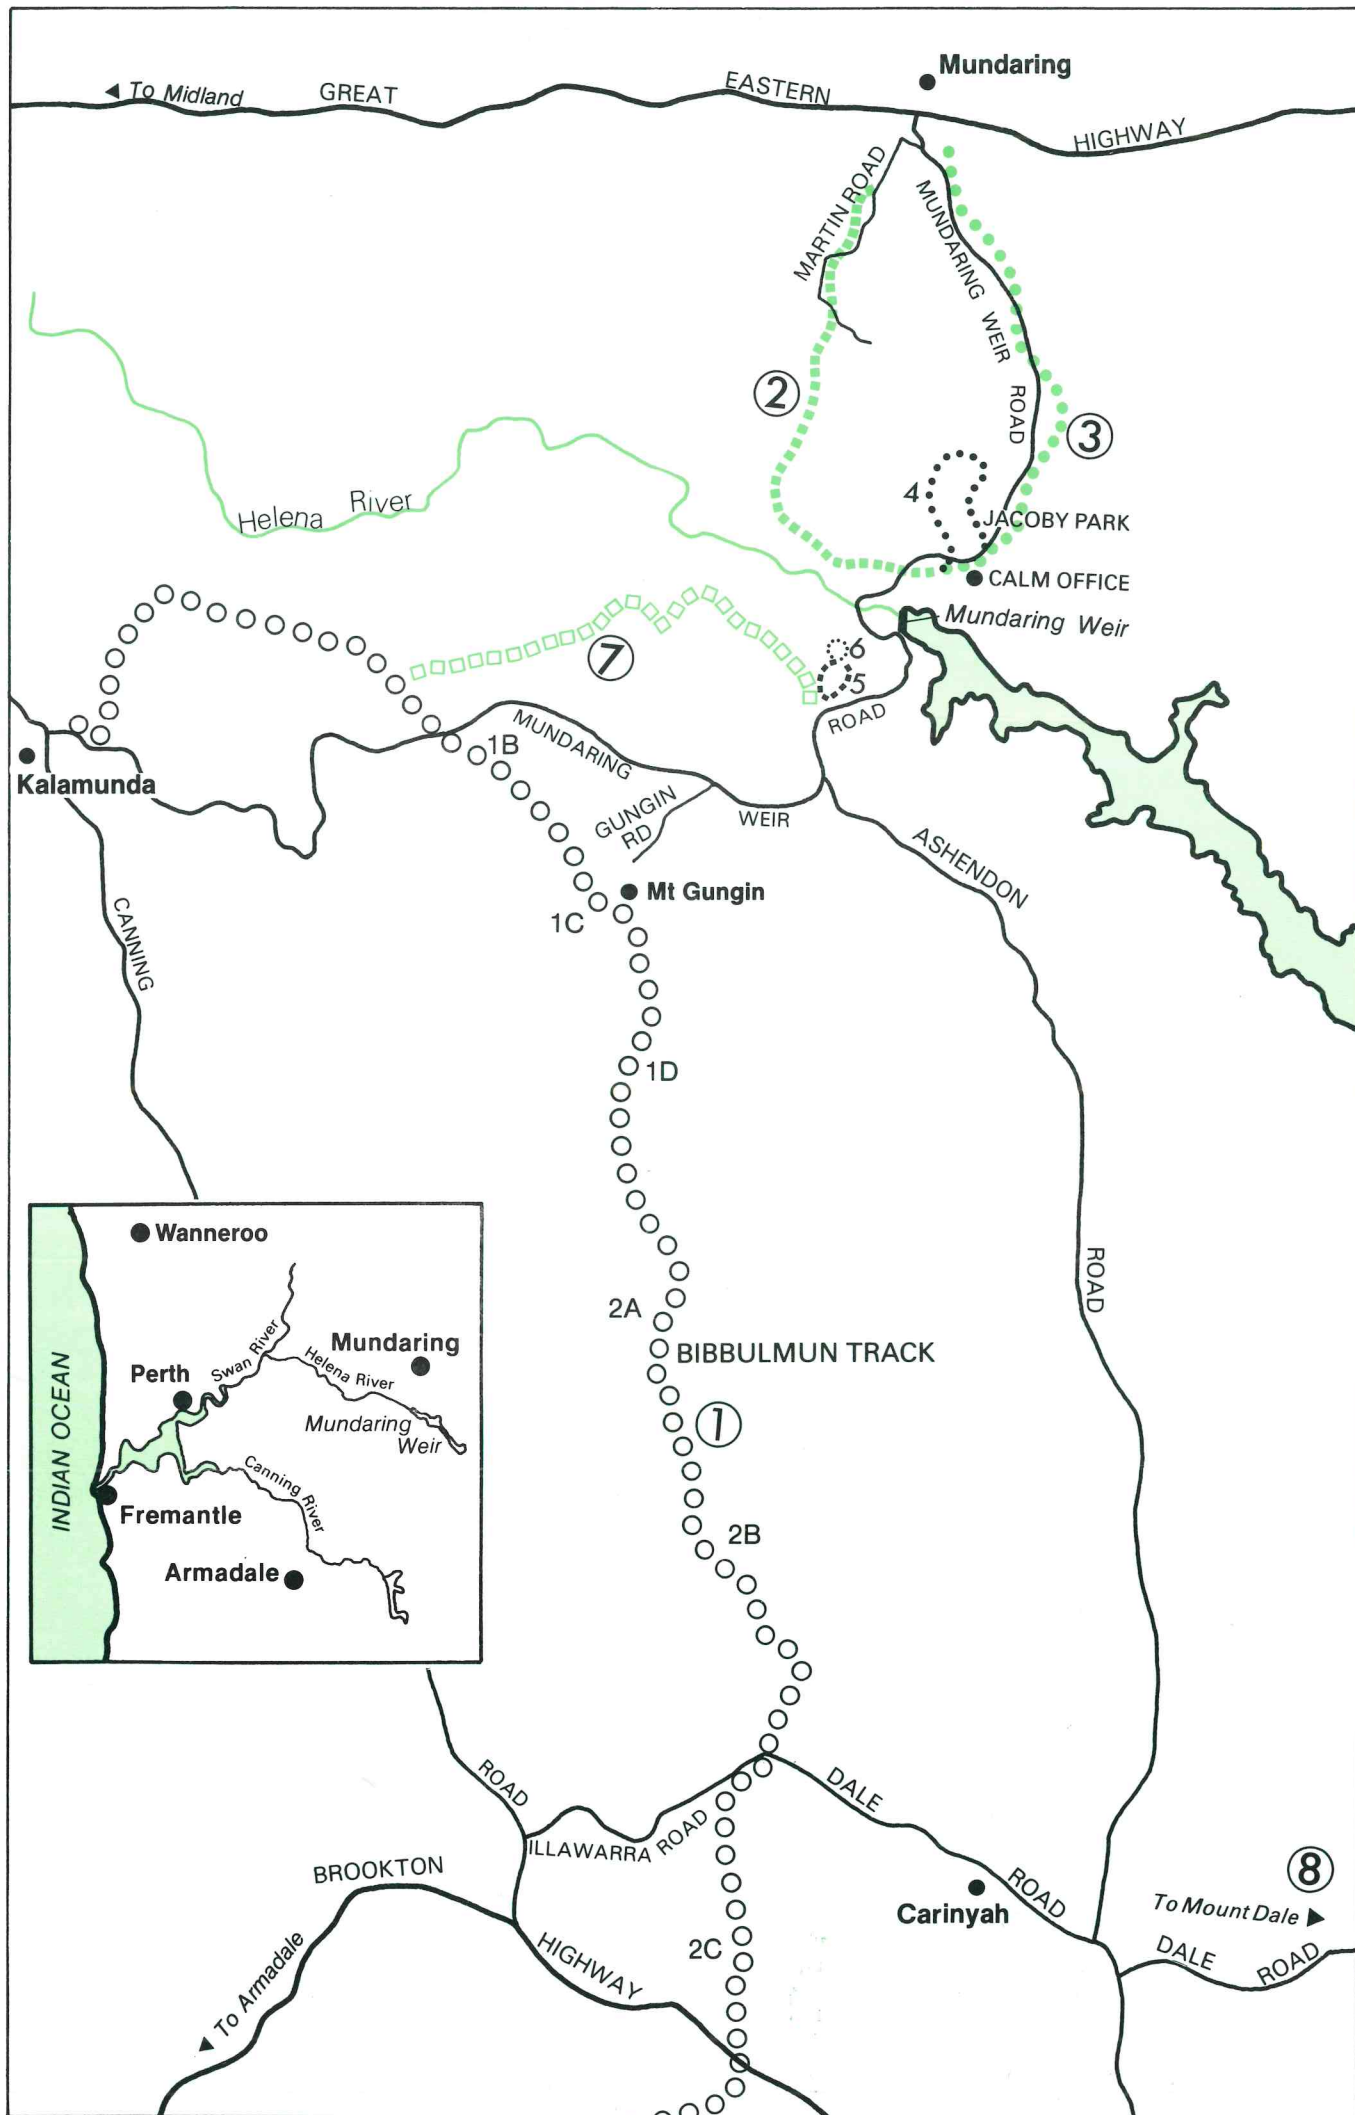 Mundaring
To Midland
GREAT
EASTERN
HIGHWAY
MARTIN ROAD
MUNDARING WEIR ROAD
2
3
4
JACOBY PARK
Helena River
CALM OFFICE
Mundaring Weir
6
5
7
ROAD
MUNDARING
1B
Kalamunda
GUNGIN
RD
WEIR
ASHENDON
Mt Gungin
1C
CANNING
1D
ROAD
Wanneroo
2A
Mundaring
Swan River
Helena River
BIBBULMUN TRACK
Perth
INDIAN OCEAN
Mundaring
Weir
1
Canning River
Fremantle
2B
Armadale
ROAD
DALE
ILLAWARRA ROAD
BROOKTON
ROAD
8
Carinyah
To Mount Dale
2C
HIGHWAY
DALE ROAD
To Armadale